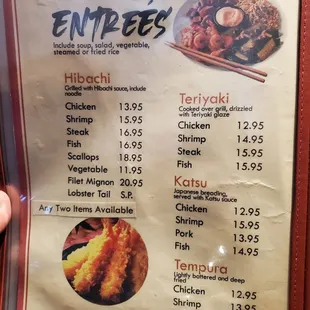 ENTREÉS
Include soup, salad, vegetable,
steamed or fried rice
Hibachi
Grilled with Hibachi sauce, include
noodle
Chicken 13.95
Shrimp 15.95
Steak 16.95
Fish 16.95
Scallops 18.95
Vegetable 11.95
Filet Mignon 20.95
Lobster Tail S.P.
Any Two Items Available
Teriyaki
Cooked over grill, drizzled
with Teriyaki glaze
Chicken 12.95
Shrimp 14.95
Steak 15.95
Fish 15.95
Katsu
Japanese breading,
served with Katsu sauce
Chicken 12.95
Shrimp 15.95
Pork 13.95
Fish 14.95
Tempura
Lightly battered and deep
fried
Chicken 12.95
Shrimp 13.95